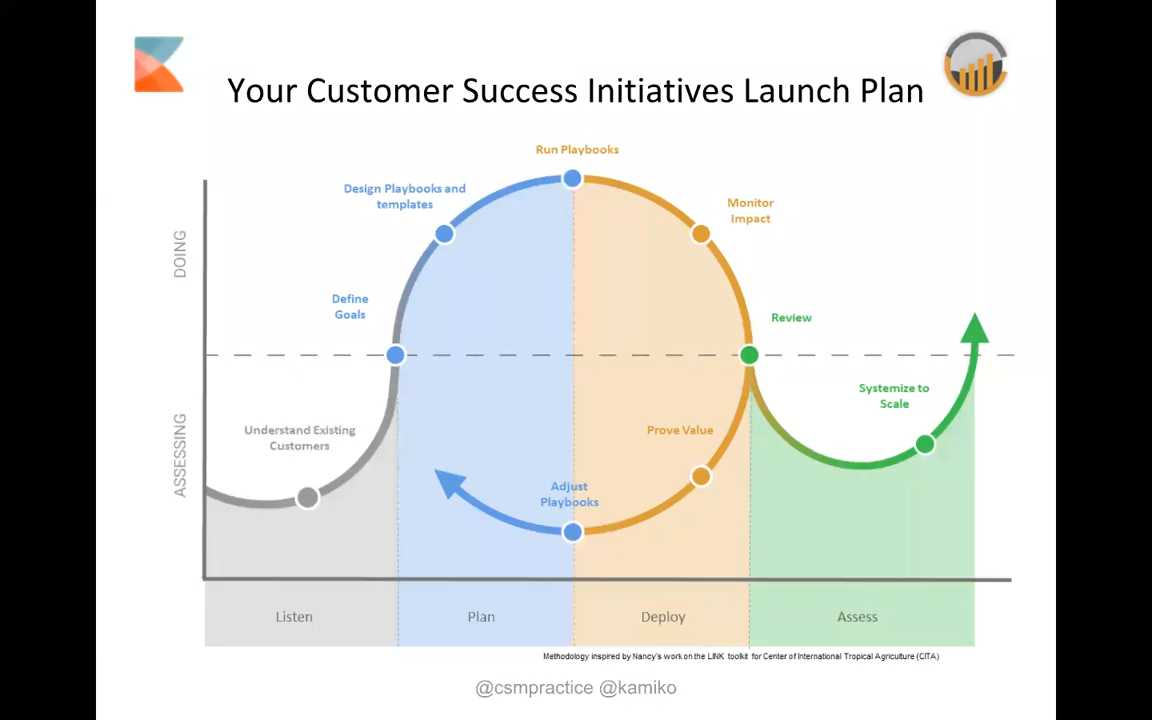 Your Customer Success Initiatives Launch Plan
Run Playbooks
Design Playbooks and
templates
Monitor
Impact
DOING
Define
Goals
Review
Systemize to
Scale
Understand Existing
Customers
Prove Value
ASSESSING
Adjust
Playbooks
Listen
Plan
Deploy
Assess
Methodology inspired by Nancy's work on the LINK toolkit for Center of International Tropical Agriculture (CITA)
@csmpractice @kamiko